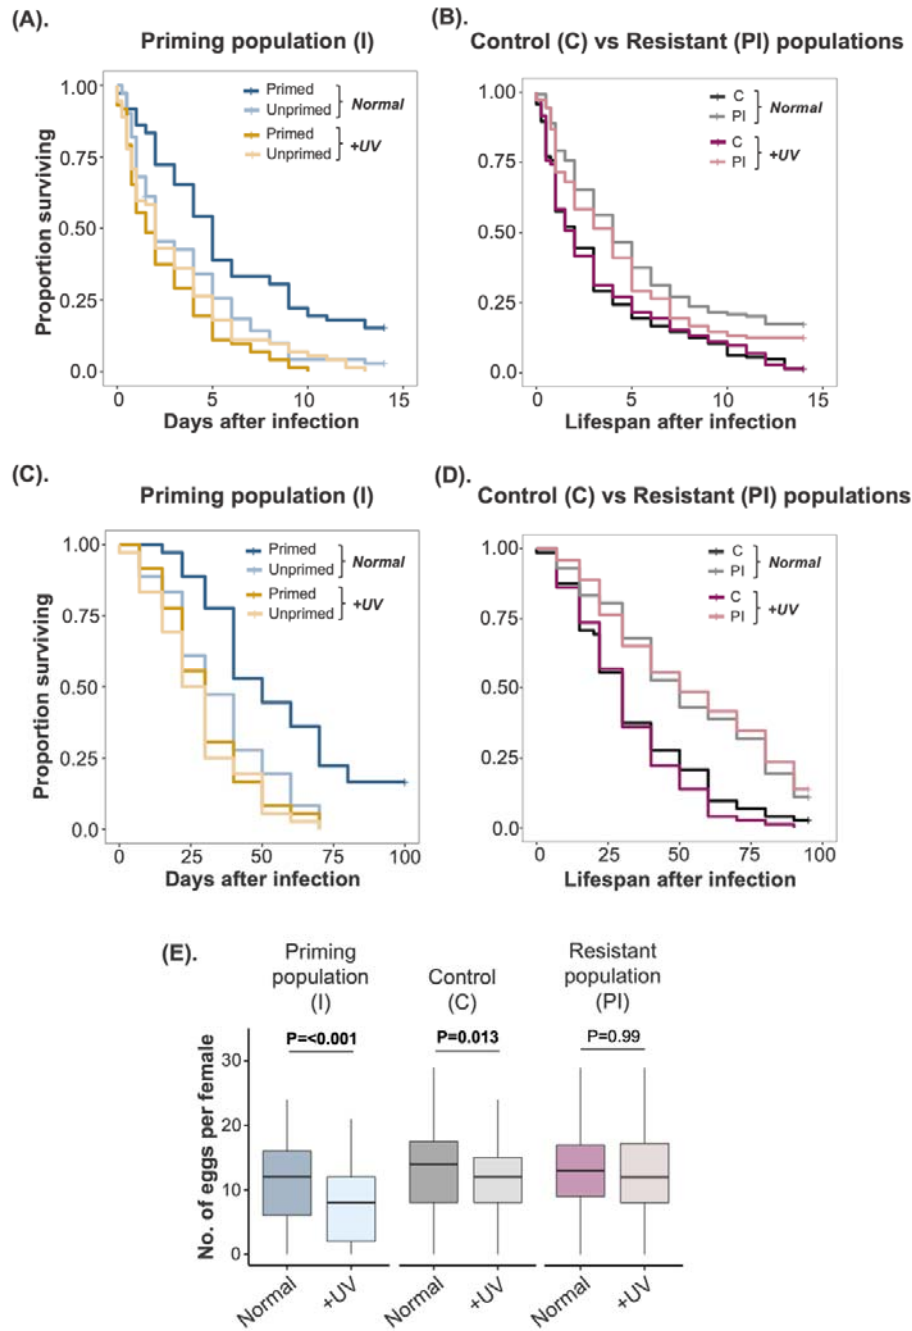 (A).
Priming population (I)
Proportion surviving
1.00
0.75
0.50
0.25
0.0
Primed
Unprimed
Normal
Primed
Unprimed
+UV
0 5 10 15
Days after infection
(B).
Control (C) vs Resistant (PI) populations
1.00
0.75
0.50
0.25
0.0
C
PI
Normal
C
PI
+UV
0 5 10 15
Lifespan after infection
(C).
Priming population (I)
Proportion surviving
1.00
0.75
0.50
0.25
0.0
Primed
Unprimed
Normal
Primed
Unprimed
+UV
0 25 50 75 100
Days after infection
(D).
Control (C) vs Resistant (PI) populations
1.00
0.75
0.50
0.25
0.0
C
PI
Normal
C
PI
+UV
0 25 50 75 100
Lifespan after infection
(E).
Priming
population
(I)
Control
(C)
Resistant
population
(PI)
P=<0.001
P=0.013
P=0.99
No. of eggs per female
30
20
10
0
Normal
+UV
Normal
+UV
Normal
+UV